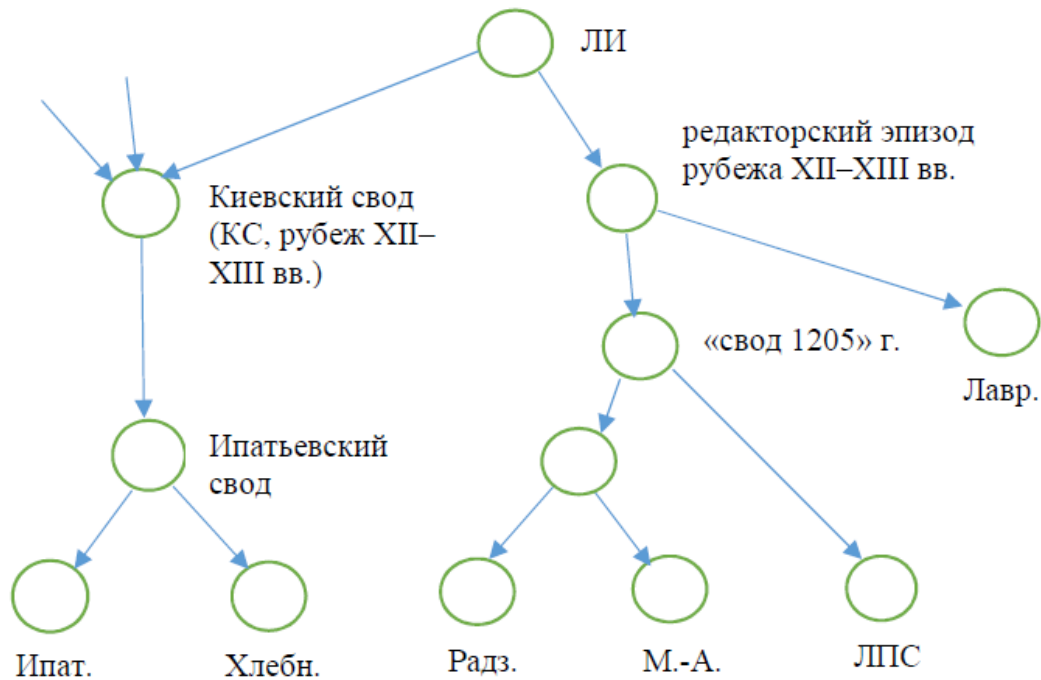 ЛИ
редакторский эпизод
рубежа XII–XIII вв.
Киевский свод
(КС, рубеж XII–
XIII вв.)
«свод 1205» г.
Лавр.
Ипатьевский
свод
Ипат.
Хлебн.
Радз.
М.-А.
ЛПС